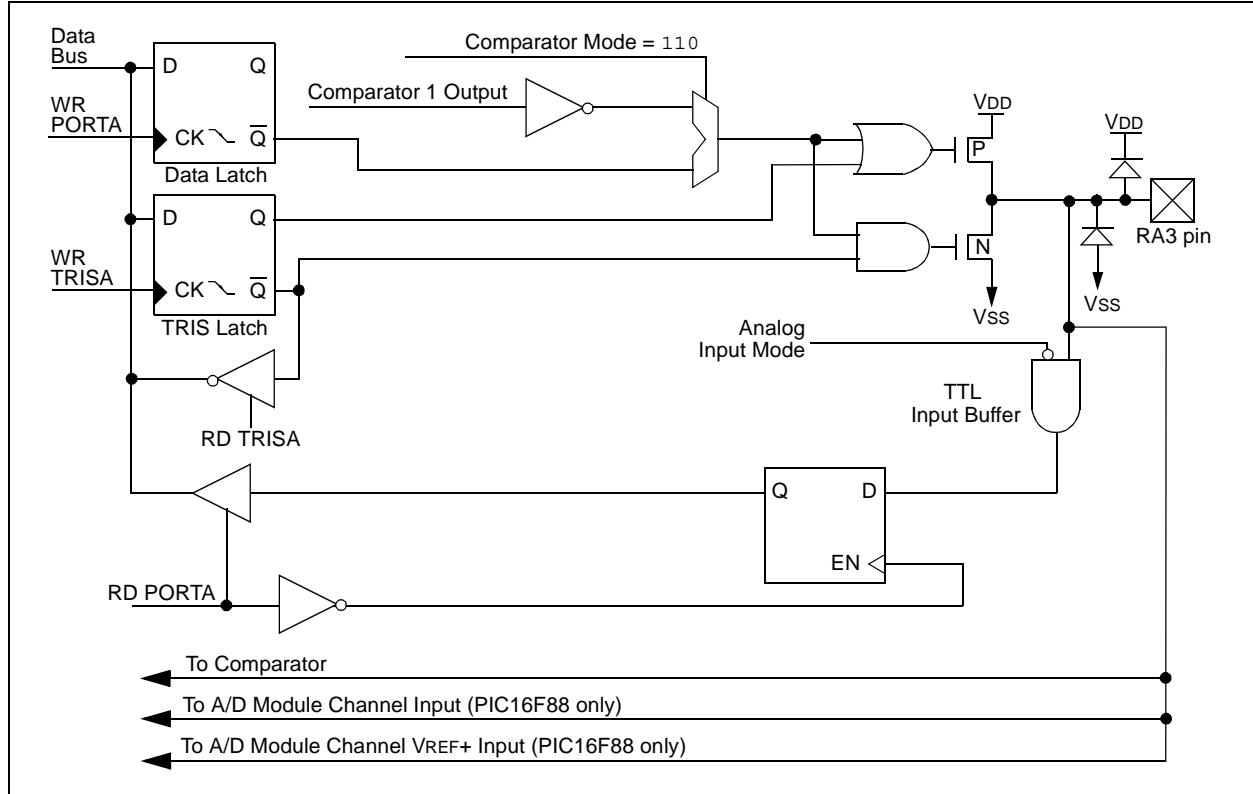 Data
Bus
D Q
WR
PORTA
CK Q
Data Latch
D Q
WR
TRISA
CK Q
TRIS Latch
Comparator Mode = 110
Comparator 1 Output
VDD
P
VDD
RA3 pin
N
VSS
VSS
Analog
Input Mode
TTL
Input Buffer
RD TRISA
Q D
EN
RD PORTA
To Comparator
To A/D Module Channel Input (PIC16F88 only)
To A/D Module Channel VREF+ Input (PIC16F88 only)